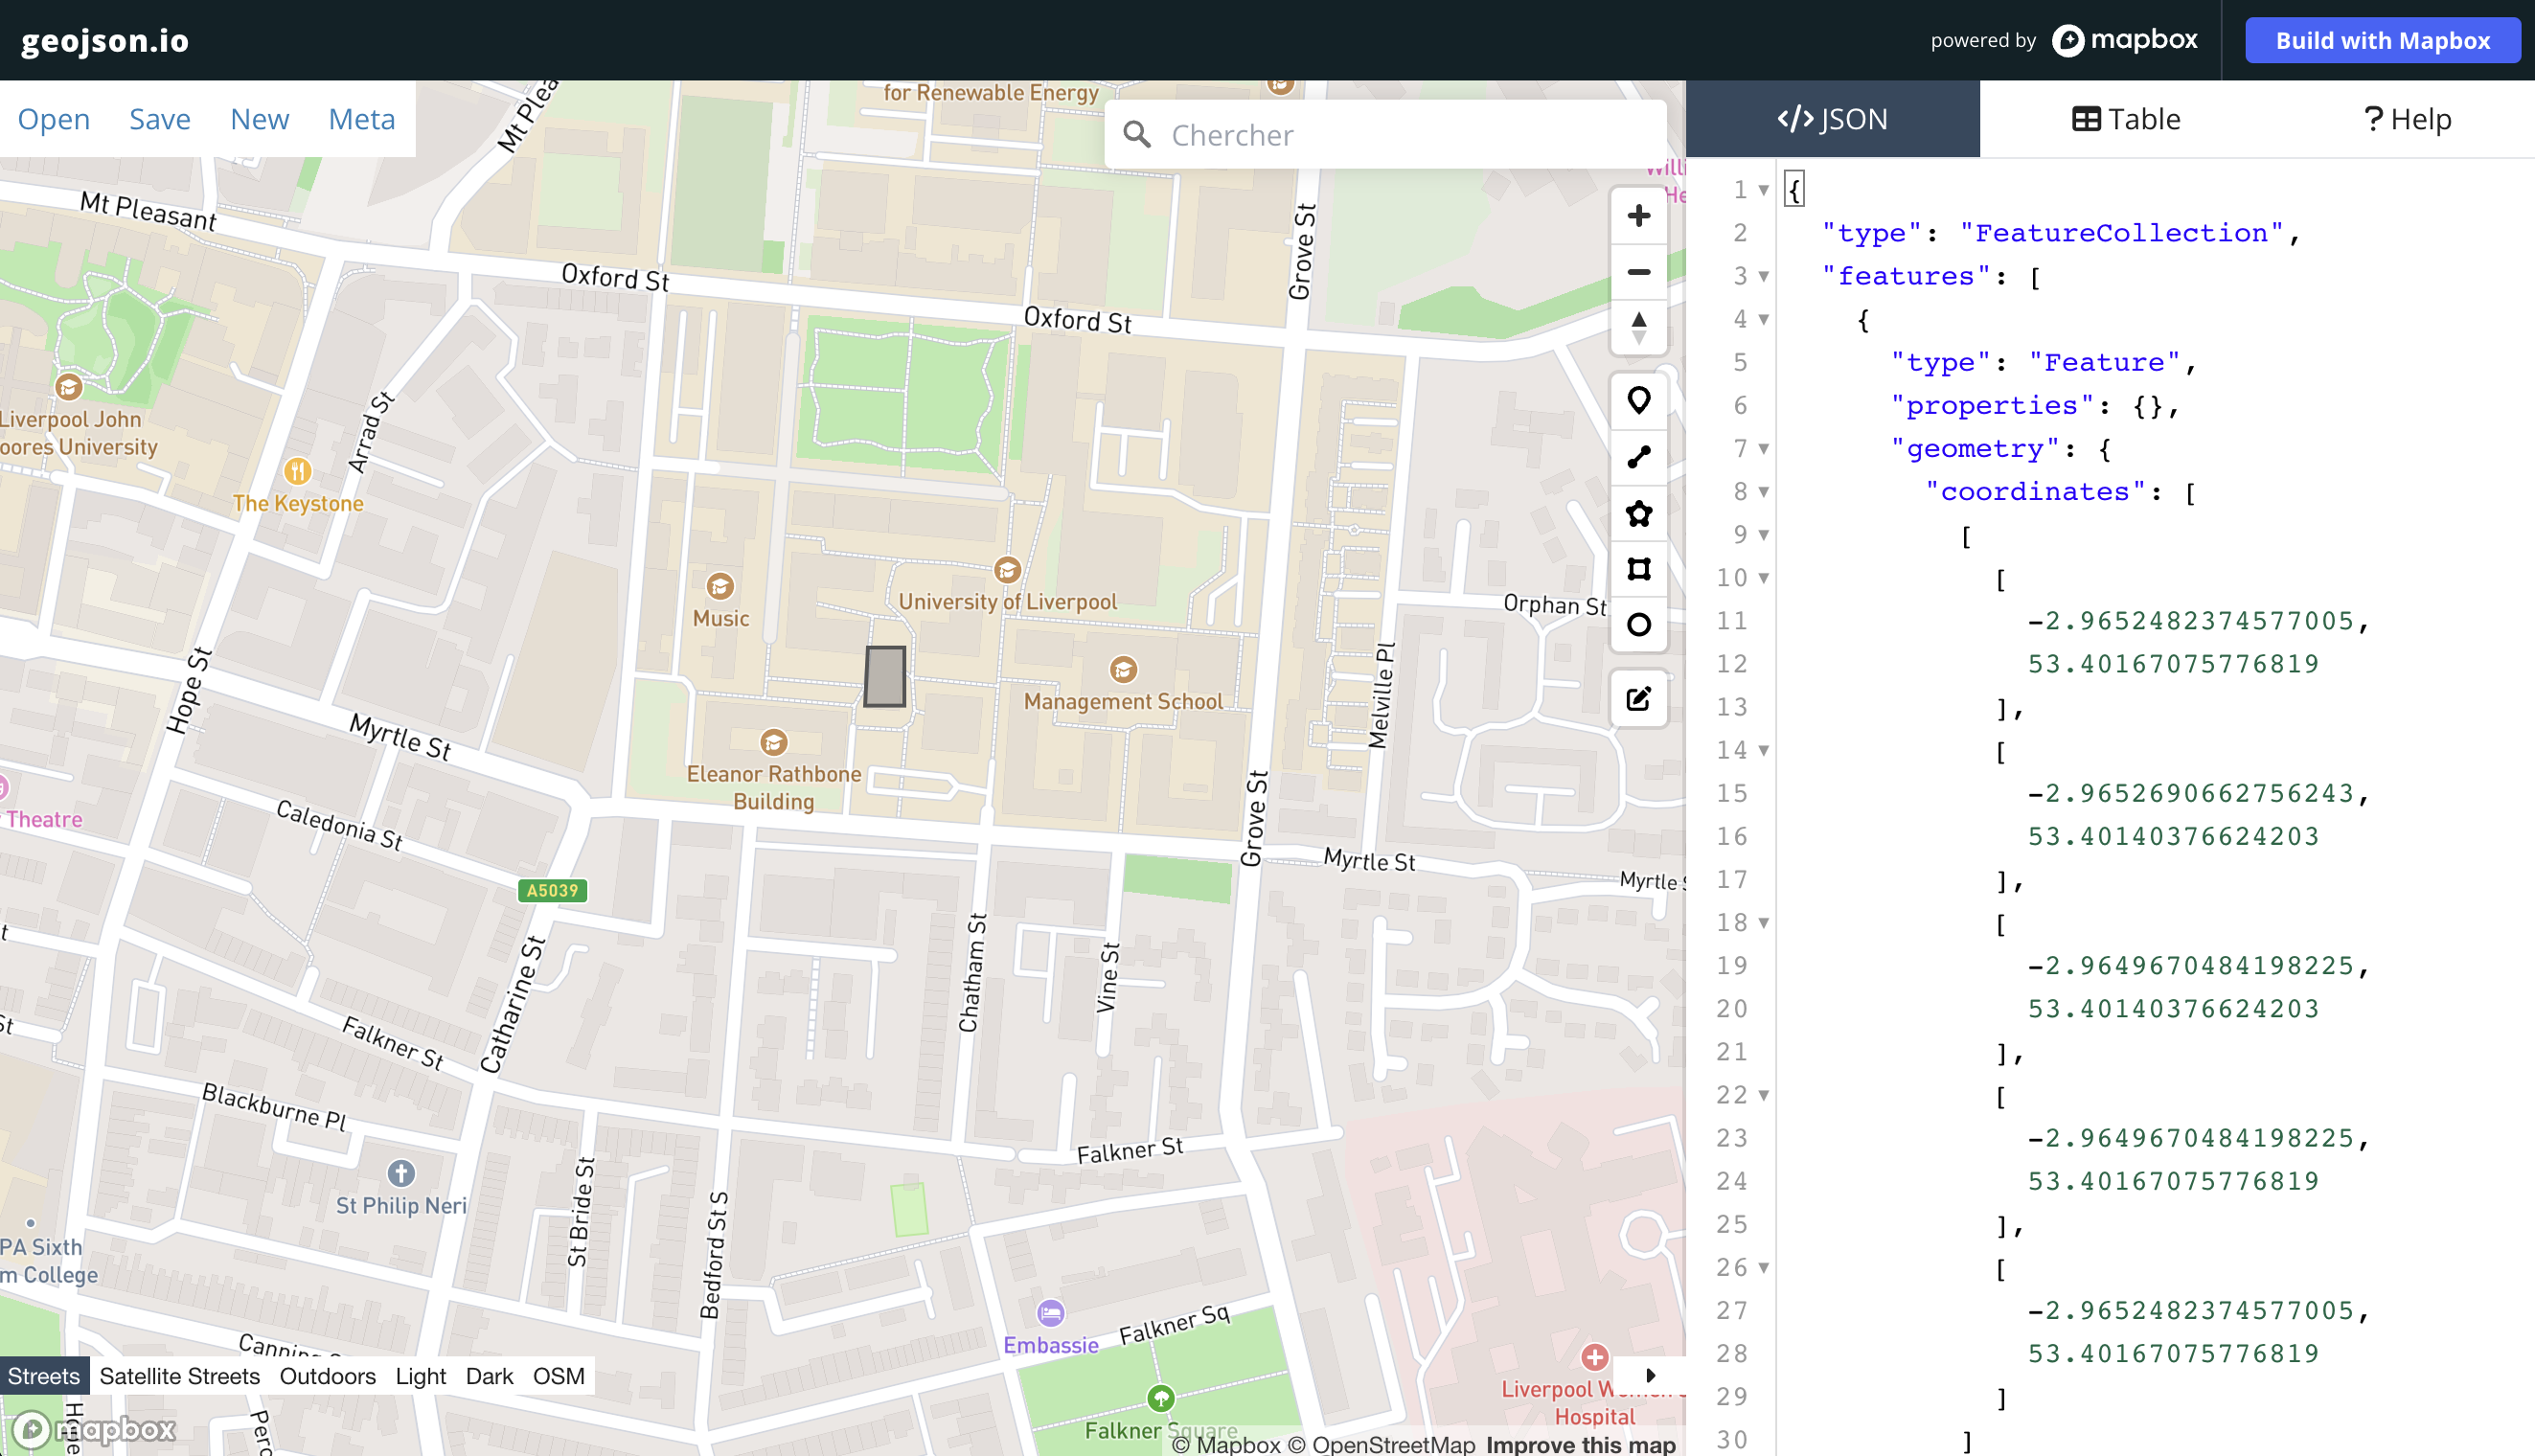 geojson.io
powered by mapbox
Build with Mapbox
Open Save New Meta
Chercher
JSON
Table
? Help
for Renewable Energy
Mt Pleasant
Oxford St
Oxford St
Grove St
Liverpool John
oores University
Arrad St
The Keystone
Music
University of Liverpool
Orphan St
Hope St
Management School
Melville Pl
Myrtle St
Eleanor Rathbone
Building
Theatre
Caledonia St
Grove St
Myrtle St
Myrtle
A5039
Catharine St
Chatham St
Vine St
Falkner St
Blackburne Pl
Falkner St
St Philip Neri
St Bride St
Bedford St S
PA Sixth
m College
Embassie
Falkner Sq
Liverpool
Hospital
Falkner Square
Streets Satellite Streets Outdoors Light Dark OSM
mapbox
© Mapbox © OpenStreetMap Improve this map
1 {
2 "type": "FeatureCollection",
3 "features": [
4 {
5 "type": "Feature",
6 "properties": {},
7 "geometry": {
8 "coordinates": [
9 [
10 [
11 -2.9652482374577005,
12 53.40167075776819
13 ],
14 [
15 -2.9652690662756243,
16 53.40140376624203
17 ],
18 [
19 -2.9649670484198225,
20 53.40140376624203
21 ],
22 [
23 -2.9649670484198225,
24 53.40167075776819
25 ],
26 [
27 -2.9652482374577005,
28 53.40167075776819
29 ]
30 ]